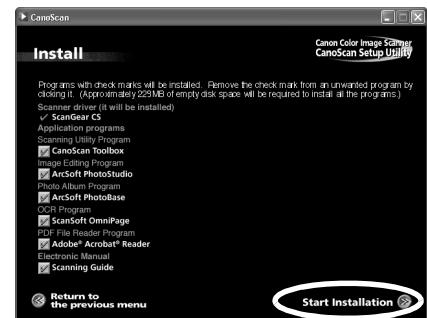 CanoScan
Install
Canon Color Image Scanner
CanoScan Setup Utility
Programs with check marks will be installed. Remove the check mark from an unwanted program by
clicking it. (Approximately 229MB of empty disk space will be required to install all the programs.)
Scanner driver (it will be installed)
ScanGear CS
Application programs
Scanning Utility Program
CanoScan Toolbox
Image Editing Program
ArcSoft PhotoStudio
Photo Album Program
ArcSoft PhotoBase
OCR Program
ScanSoft OmniPage
PDF File Reader Program
Adobe® Acrobat® Reader
Electronic Manual
Scanning Guide
Return to
the previous menu
Start Installation